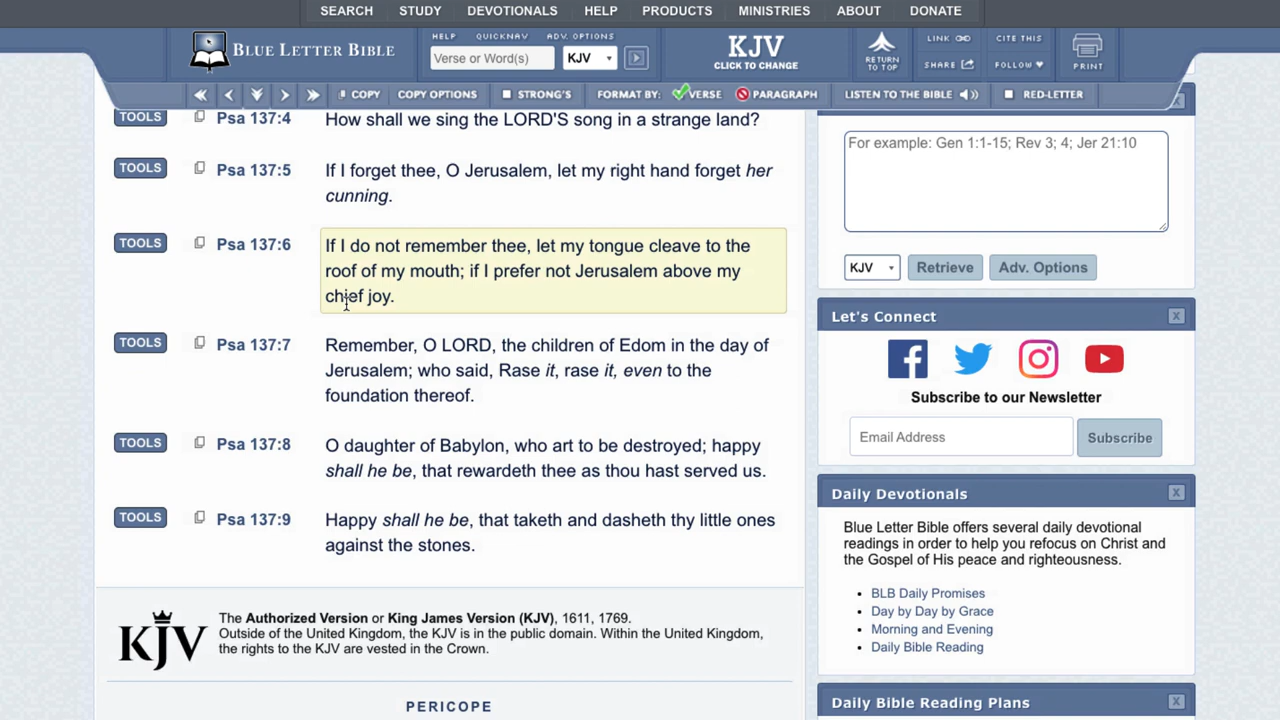 SEARCH STUDY DEVOTIONALS HELP PRODUCTS MINISTRIES ABOUT DONATE
BLUE LETTER BIBLE
HELP QUICKNAV ADV. OPTIONS
Verse or Word(s) KJV
KJV
CLICK TO CHANGE
RETURN
TO TOP
LINK CITE THIS
SHARE FOLLOW
PRINT
COPY COPY OPTIONS STRONG'S FORMAT BY: VERSE PARAGRAPH LISTEN TO THE BIBLE RED-LETTER
TOOLS Psa 137:4 How shall we sing the LORD'S song in a strange land?
TOOLS Psa 137:5 If I forget thee, O Jerusalem, let my right hand forget her
cunning.
TOOLS Psa 137:6 If I do not remember thee, let my tongue cleave to the
roof of my mouth; if I prefer not Jerusalem above my
chief joy.
TOOLS Psa 137:7 Remember, O LORD, the children of Edom in the day of
Jerusalem; who said, Rase it, rase it, even to the
foundation thereof.
TOOLS Psa 137:8 O daughter of Babylon, who art to be destroyed; happy
shall he be, that rewardeth thee as thou hast served us.
TOOLS Psa 137:9 Happy shall he be, that taketh and dasheth thy little ones
against the stones.
KJV
The Authorized Version or King James Version (KJV), 1611, 1769.
Outside of the United Kingdom, the KJV is in the public domain. Within the United Kingdom,
the rights to the KJV are vested in the Crown.
PERICOPE
For example: Gen 1:1-15; Rev 3; 4; Jer 21:10
KJV Retrieve Adv. Options
Let's Connect X
Subscribe to our Newsletter
Email Address Subscribe
Daily Devotionals X
Blue Letter Bible offers several daily devotional
readings in order to help you refocus on Christ and
the Gospel of His peace and righteousness.
BLB Daily Promises
Day by Day by Grace
Morning and Evening
Daily Bible Reading
Daily Bible Reading Plans X